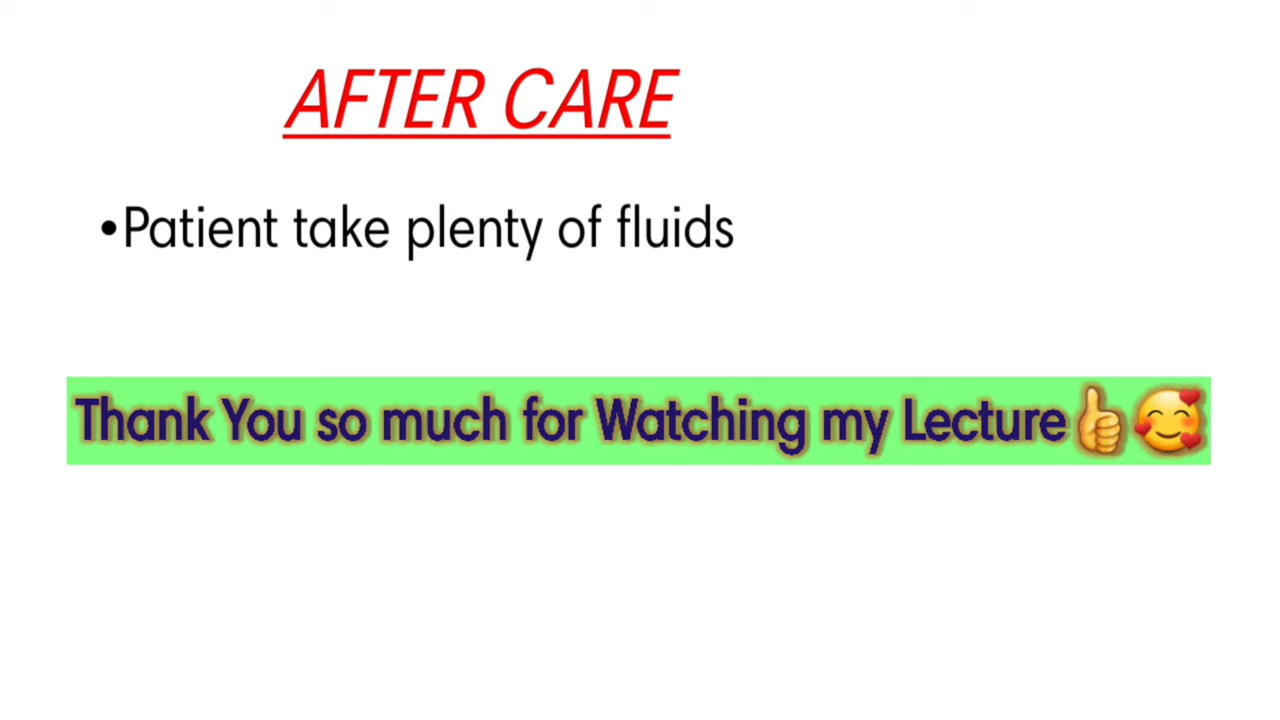 AFTER CARE
•Patient take plenty of fluids
Thank You so much for Watching my Lecture👍🥰